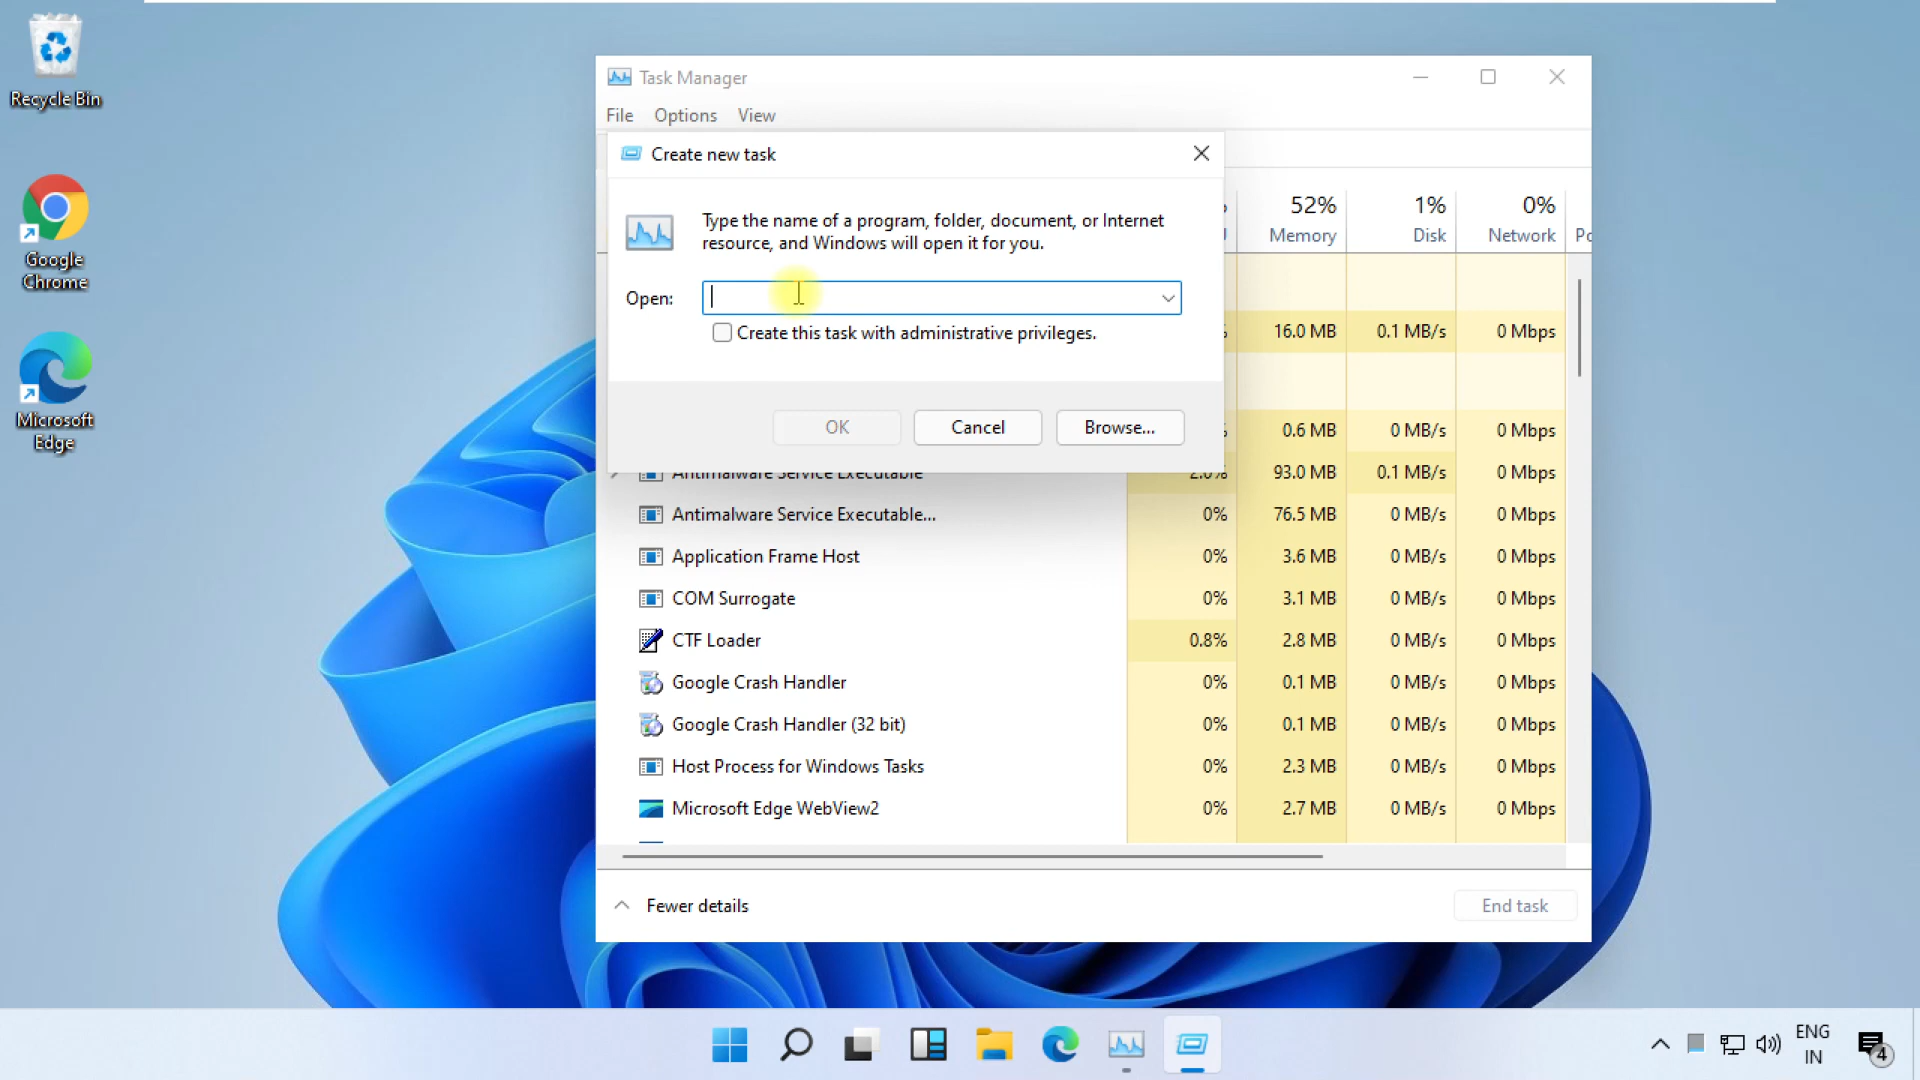 Recycle Bin
Google
Chrome
Microsoft
Edge
Task Manager
File Options View
Create new task
Type the name of a program, folder, document, or Internet
resource, and Windows will open it for you.
Open:
Create this task with administrative privileges.
OK Cancel Browse...
52% 1% 0%
Memory Disk Network
16.0 MB 0.1 MB/s 0 Mbps
0.6 MB 0 MB/s 0 Mbps
Antimalware Service Executable 2.0% 93.0 MB 0.1 MB/s 0 Mbps
Antimalware Service Executable... 0% 76.5 MB 0 MB/s 0 Mbps
Application Frame Host 0% 3.6 MB 0 MB/s 0 Mbps
COM Surrogate 0% 3.1 MB 0 MB/s 0 Mbps
CTF Loader 0.8% 2.8 MB 0 MB/s 0 Mbps
Google Crash Handler 0% 0.1 MB 0 MB/s 0 Mbps
Google Crash Handler (32 bit) 0% 0.1 MB 0 MB/s 0 Mbps
Host Process for Windows Tasks 0% 2.3 MB 0 MB/s 0 Mbps
Microsoft Edge WebView2 0% 2.7 MB 0 MB/s 0 Mbps
Fewer details End task
ENG
IN
4